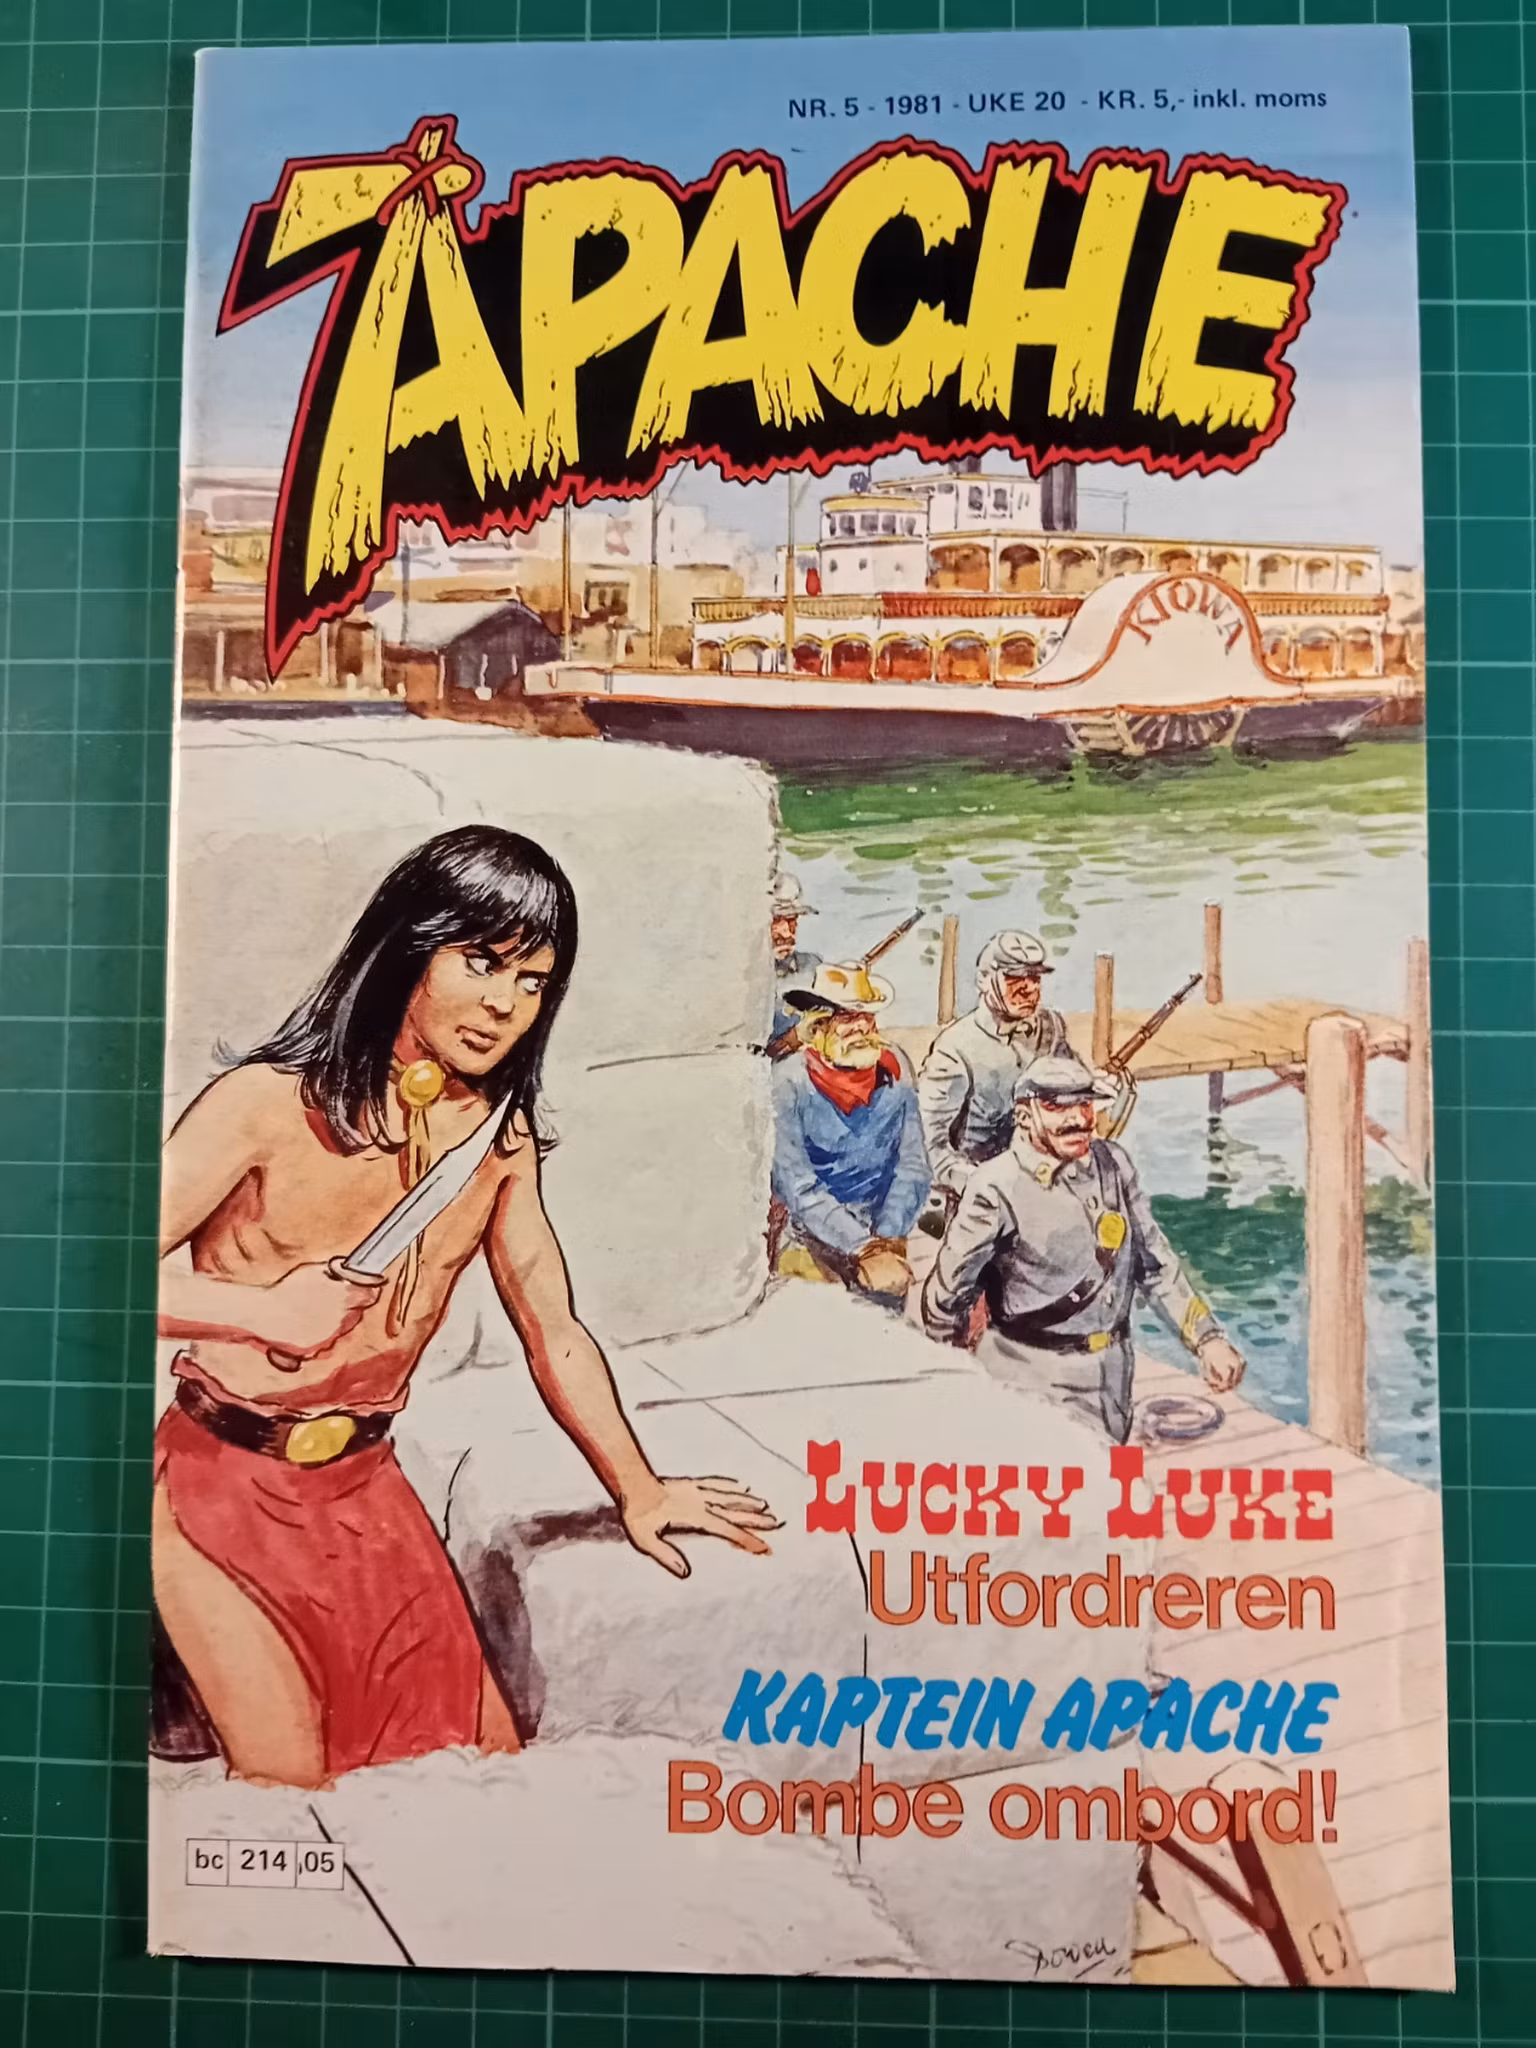 NR. 5 - 1981 - UKE 20 - KR. 5,- inkl. moms
APACHE
KIOWA
LUCKY LUKE
Utfordreren
KAPTEIN APACHE
Bombe ombord!
bc 214,05